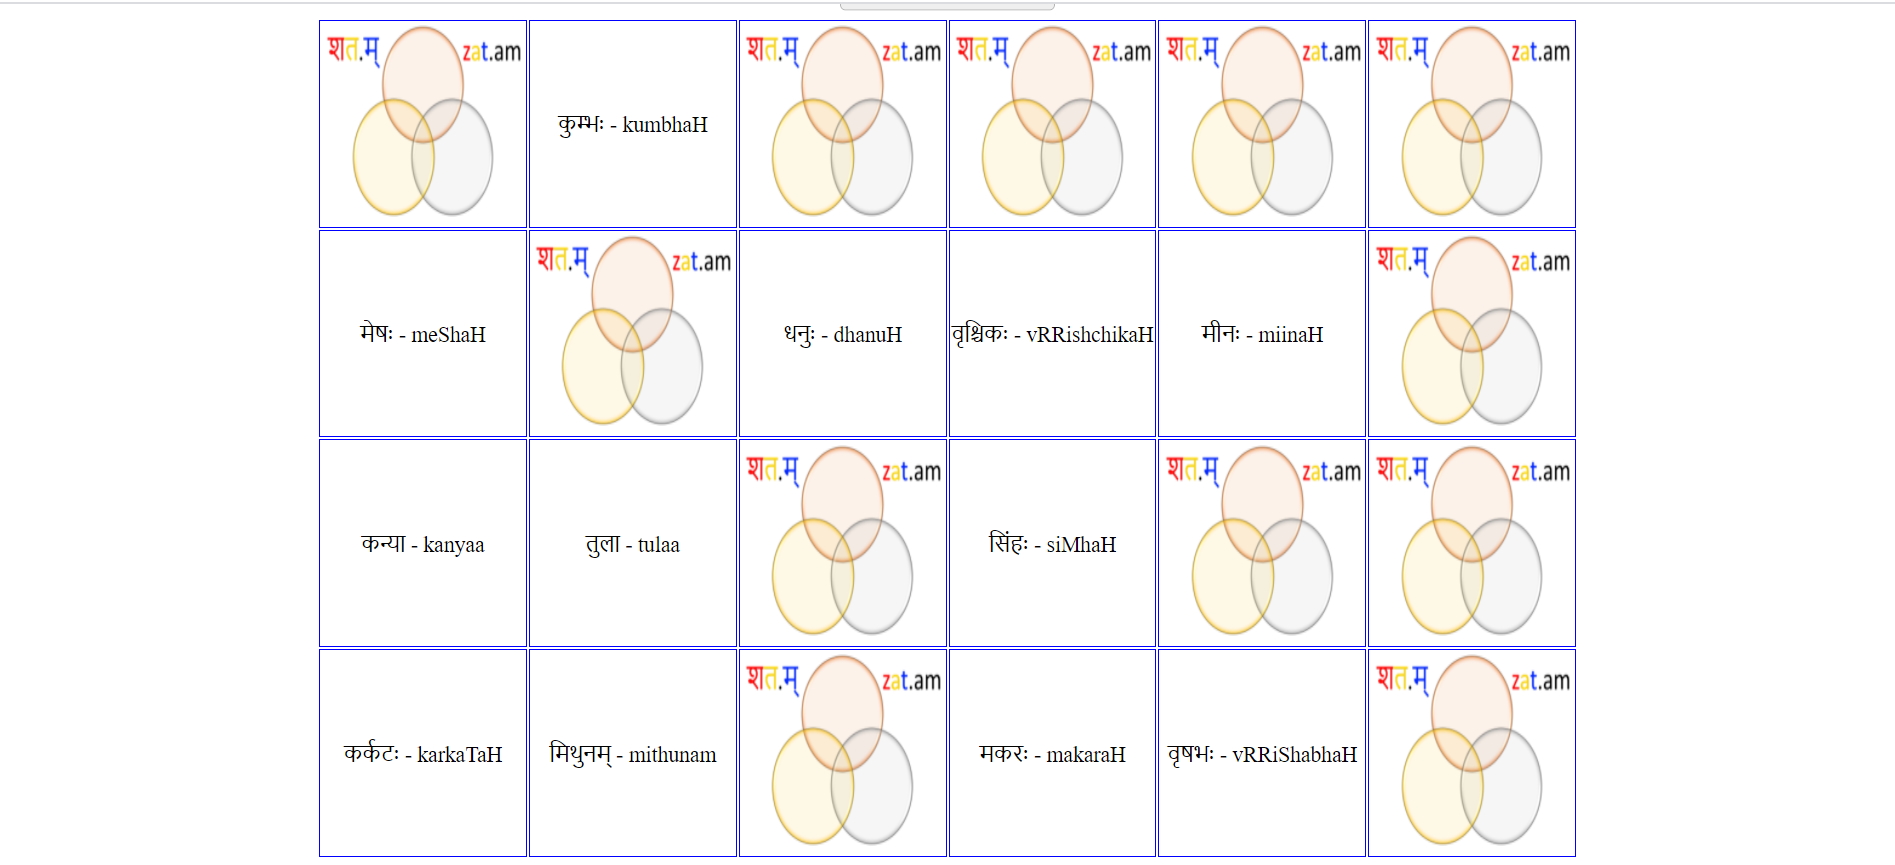 शत.म् zat.am
कुम्भः - kumbhaH
शत.म् zat.am
शत.म् zat.am
शत.म् zat.am
शत.म् zat.am
मेषः - meShaH
शत.म् zat.am
धनुः - dhanuH
वृश्चिकः - vRRishchikaH
मीनः - miinaH
शत.म् zat.am
कन्या - kanyaa
तुला - tulaa
शत.म् zat.am
सिंहः - siMhaH
शत.म् zat.am
शत.म् zat.am
कर्कटः - karkaTaH
मिथुनम् - mithunam
शत.म् zat.am
मकरः - makaraH
वृषभः - vRRiShabhaH
शत.म् zat.am